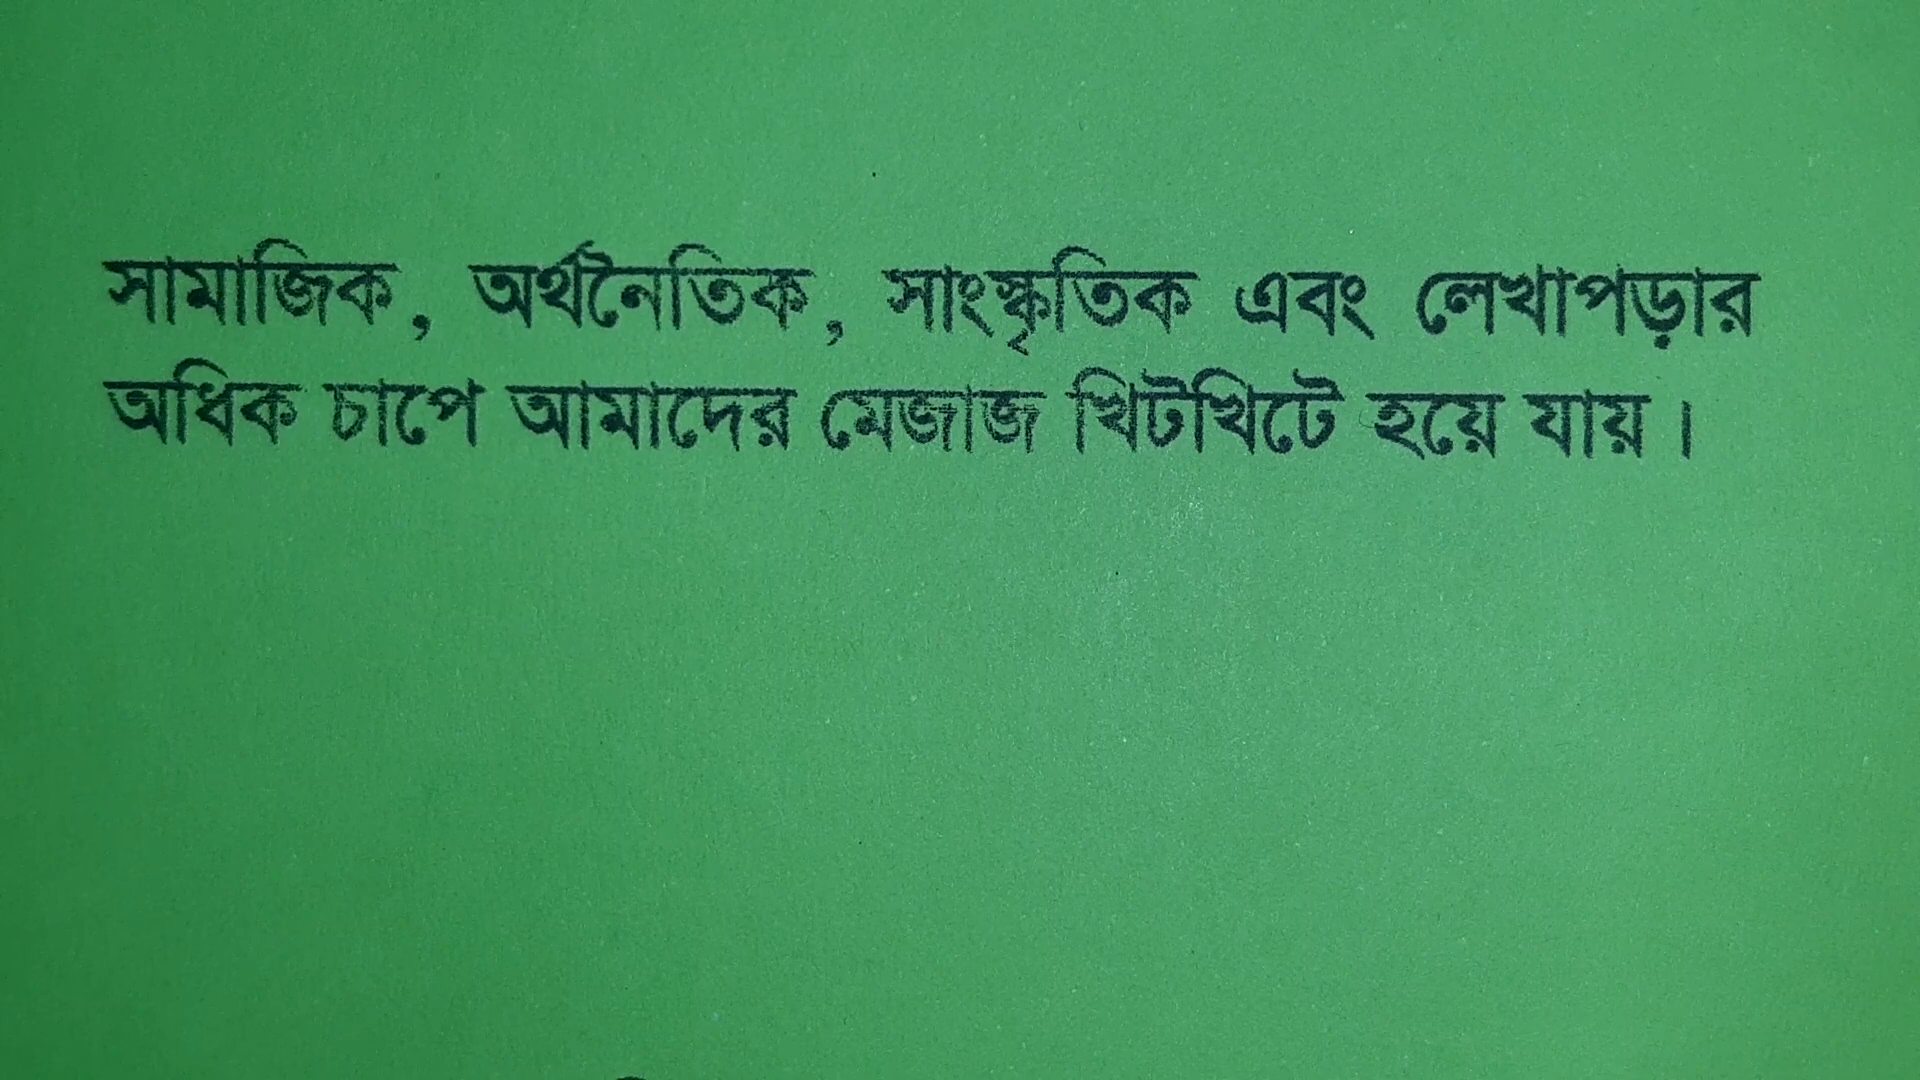 সামাজিক, অর্থনৈতিক, সাংস্কৃতিক এবং লেখাপড়ার
অধিক চাপে আমাদের মেজাজ খিটখিটে হয়ে যায়।